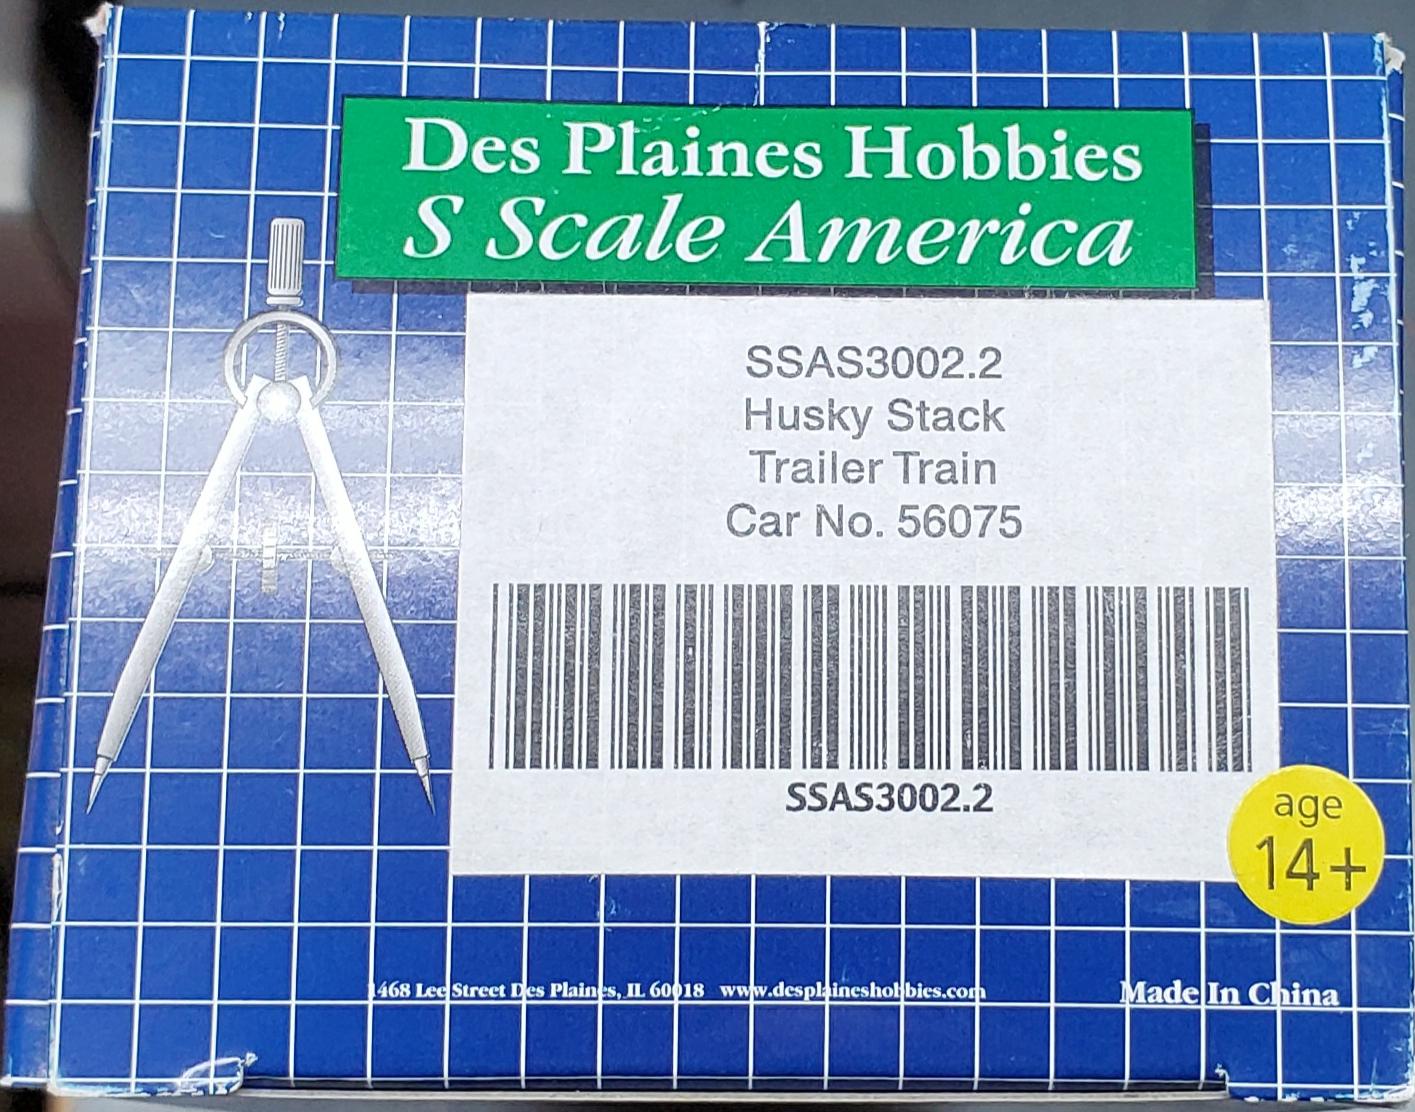 Des Plaines Hobbies
S Scale America
SSAS3002.2
Husky Stack
Trailer Train
Car No. 56075
SSAS3002.2
age
14+
1468 Lee Street Des Plaines, IL 60018 www.desplaineshobbies.com
Made In China